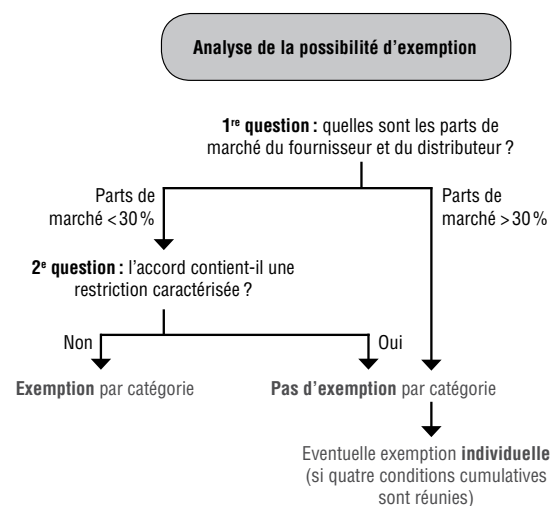 Analyse de la possibilité d'exemption
1re question : quelles sont les parts de
marché du fournisseur et du distributeur ?
Parts de
marché <30 %
Parts de
marché >30 %
2e question : l'accord contient-il une
restriction caractérisée ?
Non
Oui
Exemption par catégorie
Pas d'exemption par catégorie
Eventuelle exemption individuelle
(si quatre conditions cumulatives
sont réunies)